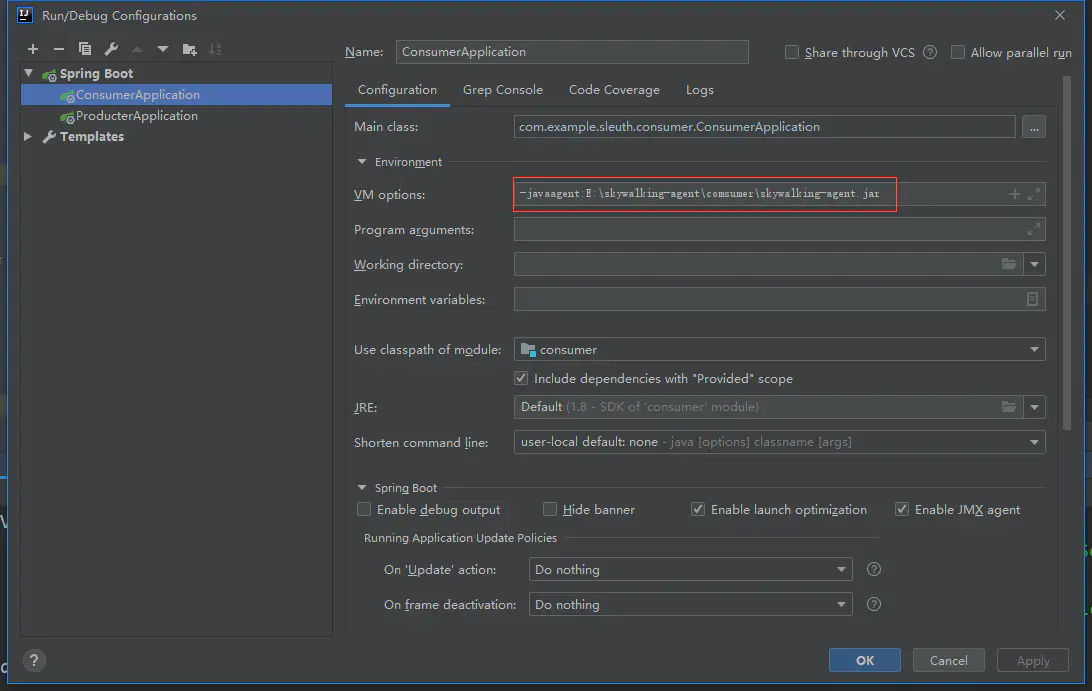 Run/Debug Configurations
Spring Boot
ConsumerApplication
ProducterApplication
Templates
Name: ConsumerApplication
Share through VCS ? Allow parallel run
Configuration Grep Console Code Coverage Logs
Main class: com.example.sleuth.consumer.ConsumerApplication ...
Environment
VM options: -javaagent:E:\skywalking-agent\comsumer\skywalking-agent.jar
Program arguments:
Working directory:
Environment variables:
Use classpath of module: consumer
Include dependencies with "Provided" scope
JRE: Default (1.8 - SDK of 'consumer' module)
Shorten command line: user-local default: none - java [options] classname [args]
Spring Boot
Enable debug output Hide banner Enable launch optimization Enable JMX agent
Running Application Update Policies
On 'Update' action: Do nothing ?
On frame deactivation: Do nothing ?
? OK Cancel Apply